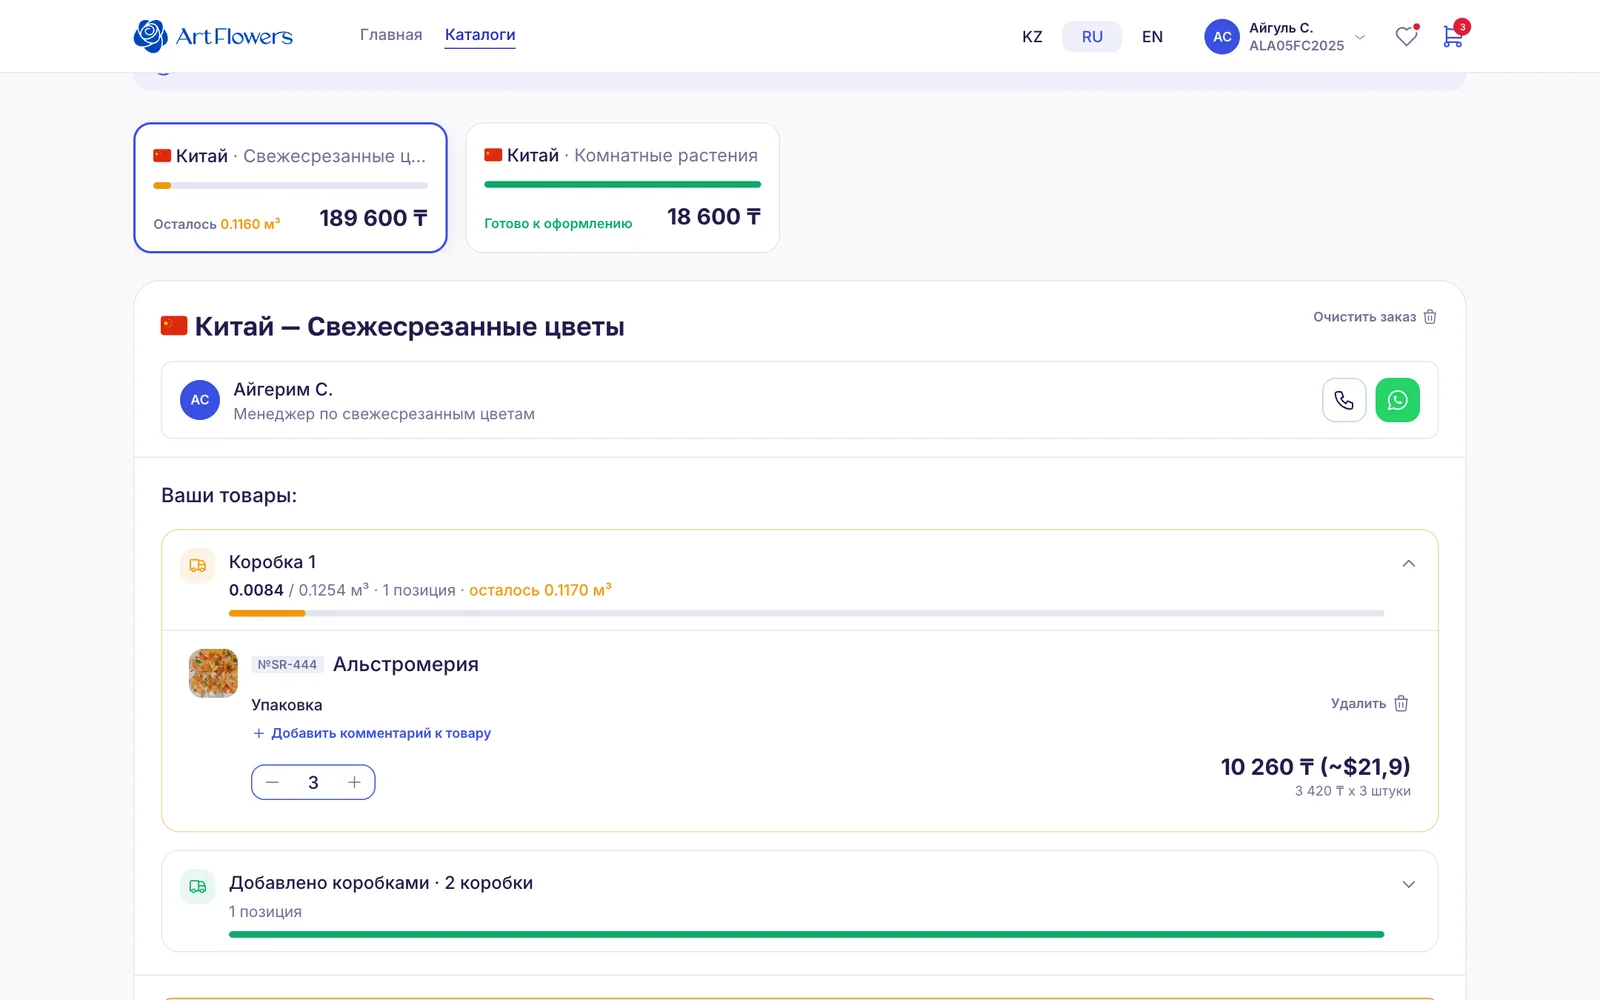 ArtFlowers
Главная
Каталоги
KZ
RU
EN
AC
Айгуль С.
ALA05FC2025
3
Китай · Свежесрезанные ц...
Осталось 0.1160 м³
189 600 ₸
Китай · Комнатные растения
Готово к оформлению
18 600 ₸
Китай — Свежесрезанные цветы
Очистить заказ
AC
Айгерим С.
Менеджер по свежесрезанным цветам
Ваши товары:
Коробка 1
0.0084 / 0.1254 м³ · 1 позиция · осталось 0.1170 м³
№SR-444
Альстромерия
Упаковка
Удалить
+ Добавить комментарий к товару
− 3 +
10 260 ₸ (~$21,9)
3 420 ₸ x 3 штуки
Добавлено коробками · 2 коробки
1 позиция